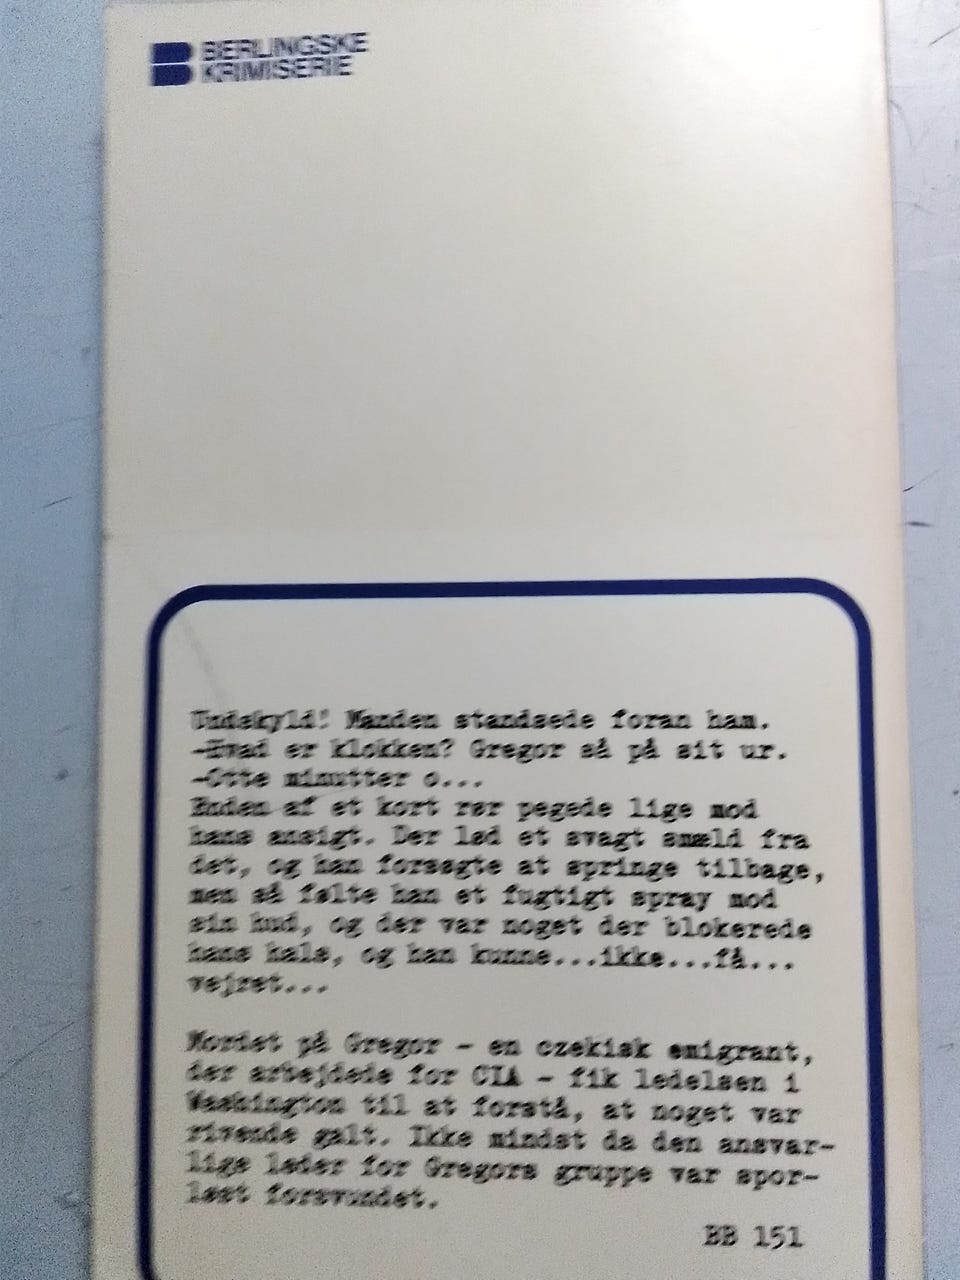 BERLINGSKE
KRIMISERIE
Undskyld! Manden standsede foran ham.
-Hvad er klokken? Gregor så på sit ur.
-Otte minutter o...
Enden af et kort rør pegede lige mod
hans ansigt. Der lød et svagt smæld fra
det, og han forsøgte at springe tilbage,
men så følte han et fugtigt spray mod
sin hud, og der var noget der blokerede
hans hals, og han kunne...ikke...få...
vejret...
Mordet på Gregor - en czekisk emigrant,
der arbejdede for CIA - fik ledelsen i
Washington til at forstå, at noget var
rivende galt. Ikke mindst da den ansvar-
lige leder for Gregors gruppe var spor-
løst forsvundet.
BB 151